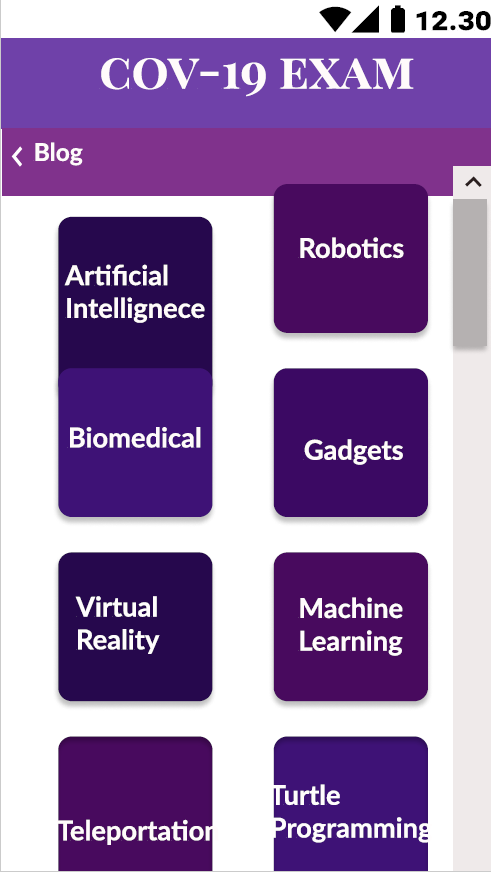 12.30
COV-19 EXAM
Blog
Artificial
Intellignece
Robotics
Biomedical
Gadgets
Virtual
Reality
Machine
Learning
Teleportation
Turtle
Programming